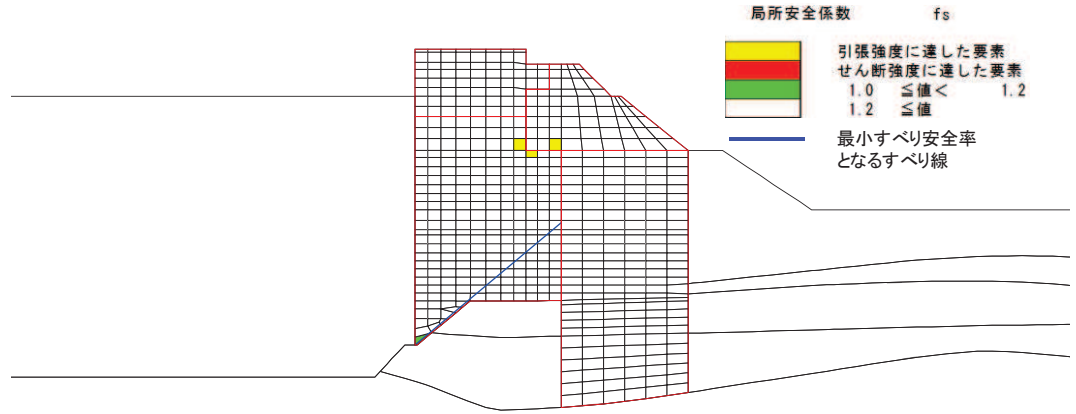 局所安全係数 fs
引張強度に達した要素
せん断強度に達した要素
1.0 ≦値< 1.2
1.2 ≦値
最小すべり安全率
となるすべり線